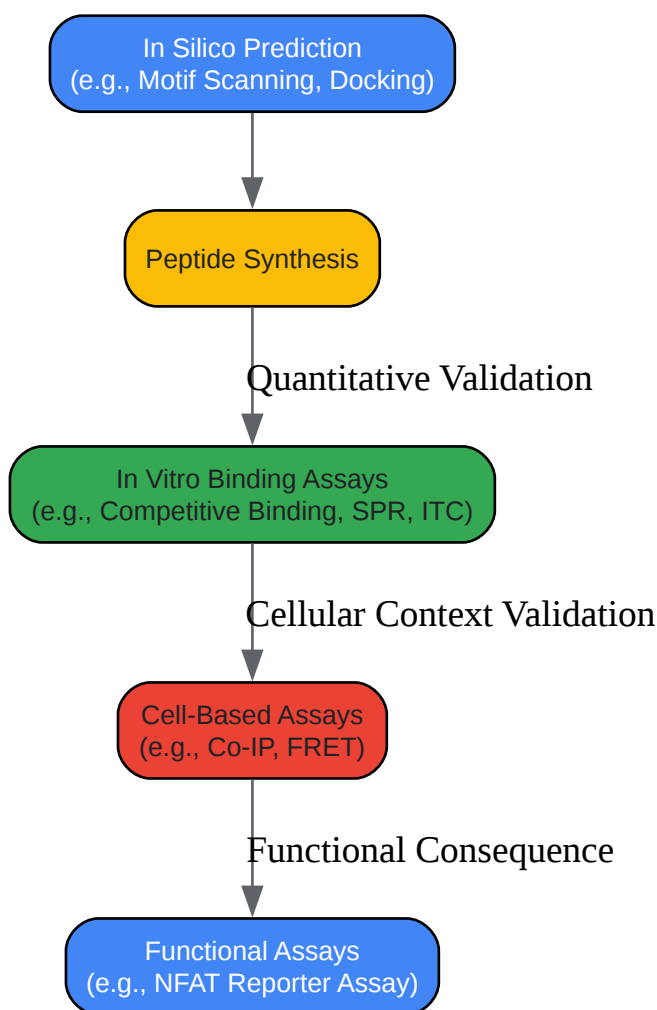 In Silico Prediction
(e.g., Motif Scanning, Docking)
Peptide Synthesis
Quantitative Validation
In Vitro Binding Assays
(e.g., Competitive Binding, SPR, ITC)
Cellular Context Validation
Cell-Based Assays
(e.g., Co-IP, FRET)
Functional Consequence
Functional Assays
(e.g., NFAT Reporter Assay)